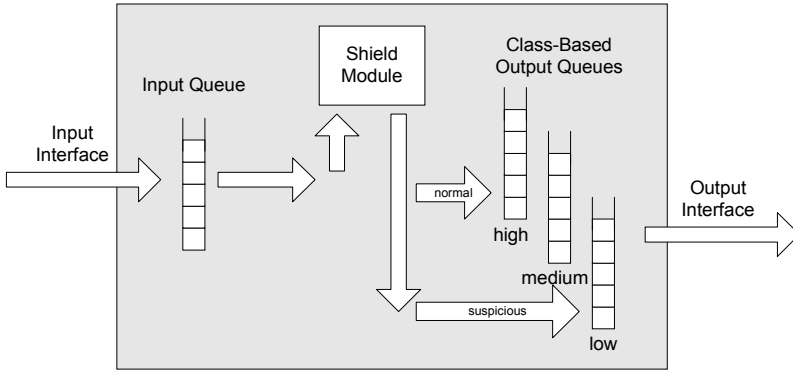 Shield
Module
Class-Based
Output Queues
Input Queue
Input
Interface
normal
high
medium
suspicious
low
Output
Interface